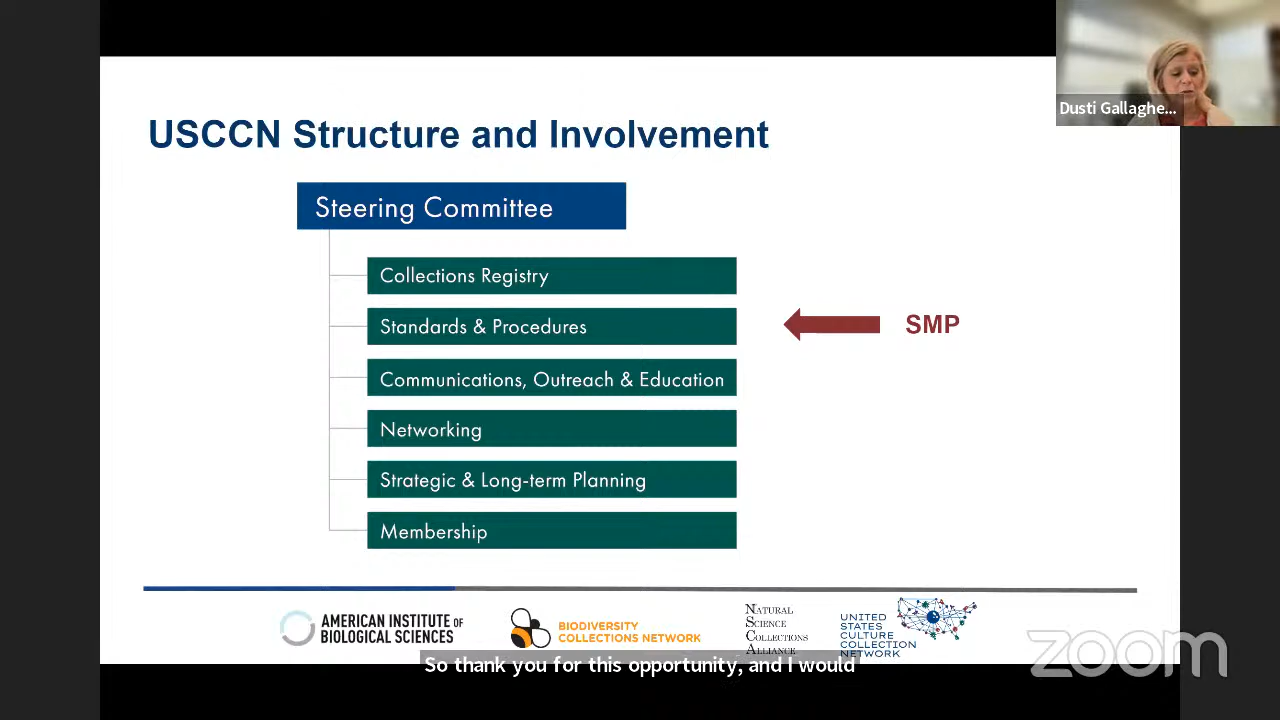 Dusti Gallaghe...
USCCN Structure and Involvement
Steering Committee
Collections Registry
Standards & Procedures
SMP
Communications, Outreach & Education
Networking
Strategic & Long-term Planning
Membership
AMERICAN INSTITUTE OF
BIOLOGICAL SCIENCES
BIODIVERSITY
COLLECTIONS NETWORK
NATURAL
SCIENCE
COLLECTIONS
ALLIANCE
UNITED
STATES
CULTURE
COLLECTION
NETWORK
zoom
So thank you for this opportunity, and I would